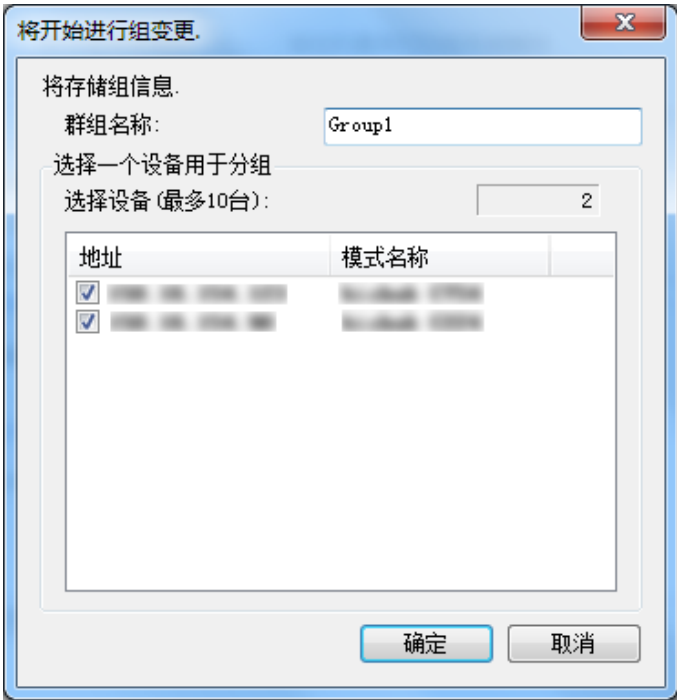 将开始进行组变更.
将存储组信息.
群组名称: Group1
选择一个设备用于分组
选择设备(最多10台): 2
地址 模式名称
确定 取消